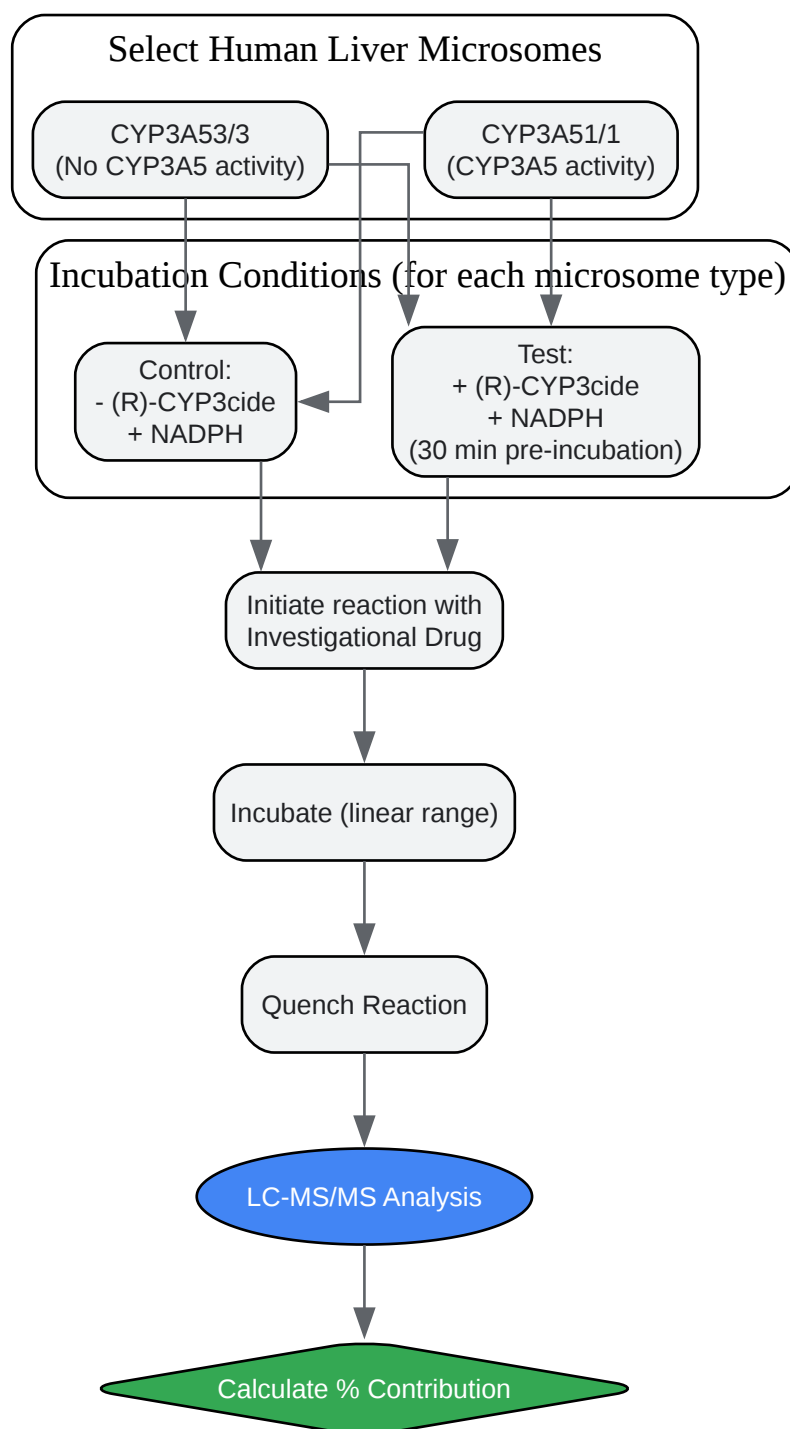 Select Human Liver Microsomes
CYP3A53/3
(No CYP3A5 activity)
CYP3A51/1
(CYP3A5 activity)
Incubation Conditions (for each microsome type)
Control:
- (R)-CYP3cide
+ NADPH
Test:
+ (R)-CYP3cide
+ NADPH
(30 min pre-incubation)
Initiate reaction with
Investigational Drug
Incubate (linear range)
Quench Reaction
LC-MS/MS Analysis
Calculate % Contribution